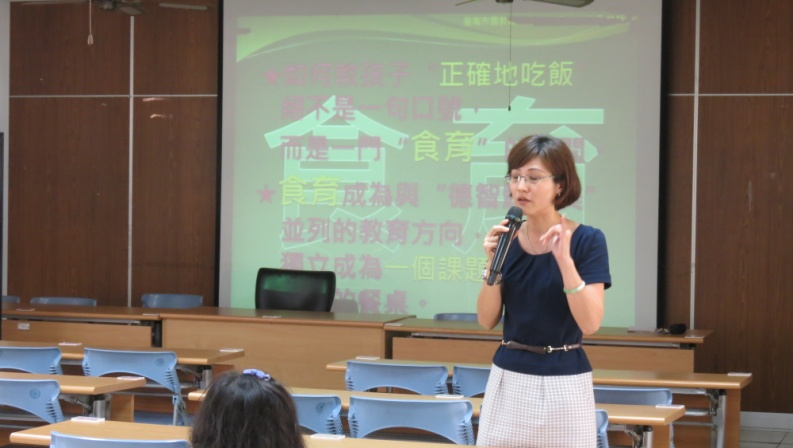 ★如何教孩子“正確地吃飯
絕不是一句口號，
而是一門“食育”
★食育成為與“德智
並列的教育方向，
獨立成為一個課題
的餐桌。
食育